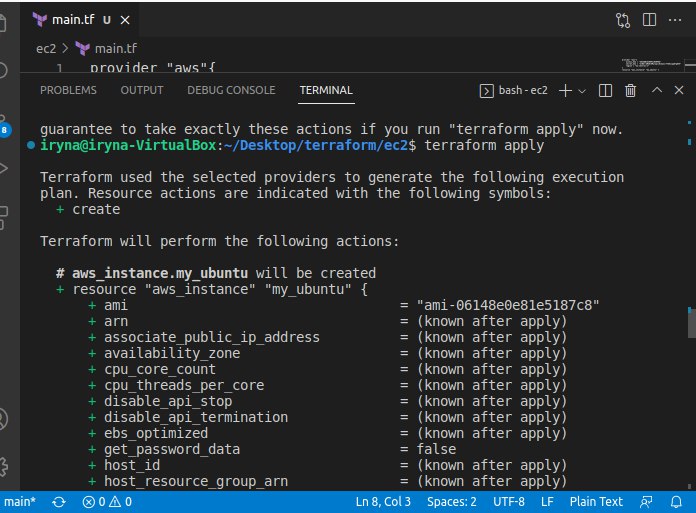 main.tf U ×
ec2 > main.tf
1 provider "aws"{
PROBLEMS OUTPUT DEBUG CONSOLE TERMINAL bash - ec2
guarantee to take exactly these actions if you run "terraform apply" now.
iryna@iryna-VirtualBox:~/Desktop/terraform/ec2$ terraform apply
Terraform used the selected providers to generate the following execution
plan. Resource actions are indicated with the following symbols:
+ create
Terraform will perform the following actions:
# aws_instance.my_ubuntu will be created
+ resource "aws_instance" "my_ubuntu" {
+ ami = "ami-06148e0e81e5187c8"
+ arn = (known after apply)
+ associate_public_ip_address = (known after apply)
+ availability_zone = (known after apply)
+ cpu_core_count = (known after apply)
+ cpu_threads_per_core = (known after apply)
+ disable_api_stop = (known after apply)
+ disable_api_termination = (known after apply)
+ ebs_optimized = (known after apply)
+ get_password_data = false
+ host_id = (known after apply)
+ host_resource_group_arn = (known after apply)
8
main* 0 0 Ln 8, Col 3 Spaces: 2 UTF-8 LF Plain Text